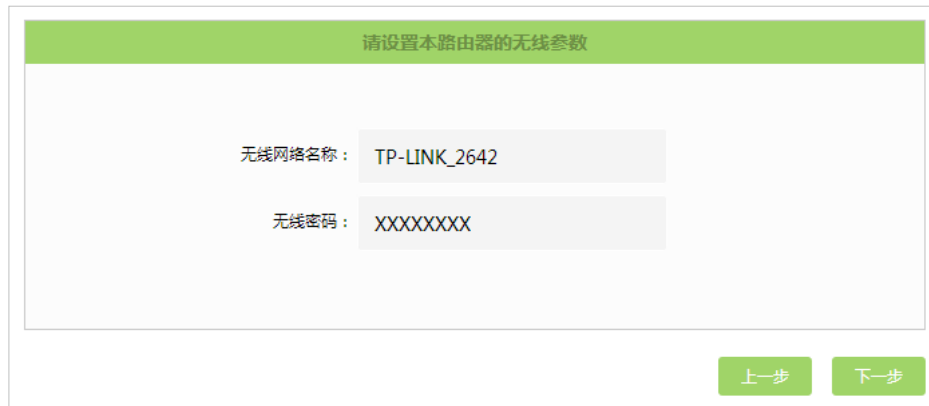 请设置本路由器的无线参数
无线网络名称： TP-LINK_2642
无线密码： XXXXXXXX
上一步 下一步